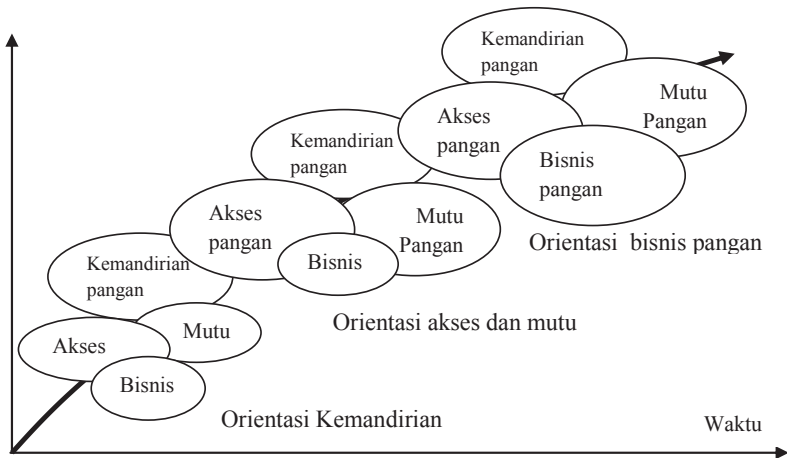 Kemandirian
pangan
Akses
pangan
Mutu
Pangan
Bisnis
pangan
Orientasi bisnis pangan
Kemandirian
pangan
Akses
pangan
Mutu
Pangan
Bisnis
Orientasi akses dan mutu
Kemandirian
pangan
Akses
Mutu
Bisnis
Orientasi Kemandirian
Waktu